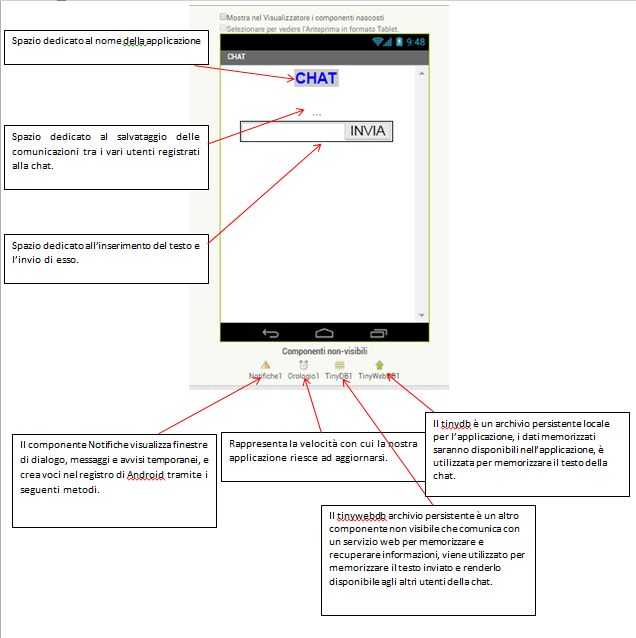 Mostra nel Visualizzatore i componenti nascosti
Selezionare per vedere l'Anteprima in formato Tablet.
Spazio dedicato al nome della applicazione
9:48
CHAT
CHAT
...
Spazio dedicato al salvataggio delle
comunicazioni tra i vari utenti registrati
alla chat.
INVIA
Spazio dedicato all'inserimento del testo e
l'invio di esso.
Componenti non-visibili
Notifiche1 Orologio1 TinyDB1 TinyWebDB1
Il componente Notifiche visualizza finestre
di dialogo, messaggi e avvisi temporanei, e
crea voci nel registro di Android tramite i
seguenti metodi.
Rappresenta la velocità con cui la nostra
applicazione riesce ad aggiornarsi.
Il tinydb è un archivio persistente locale
per l'applicazione, i dati memorizzati
saranno disponibili nell'applicazione, è
utilizzata per memorizzare il testo della
chat.
Il tinywebdb archivio persistente è un altro
componente non visibile che comunica con
un servizio web per memorizzare e
recuperare informazioni, viene utilizzato per
memorizzare il testo inviato e renderlo
disponibile agli altri utenti della chat.